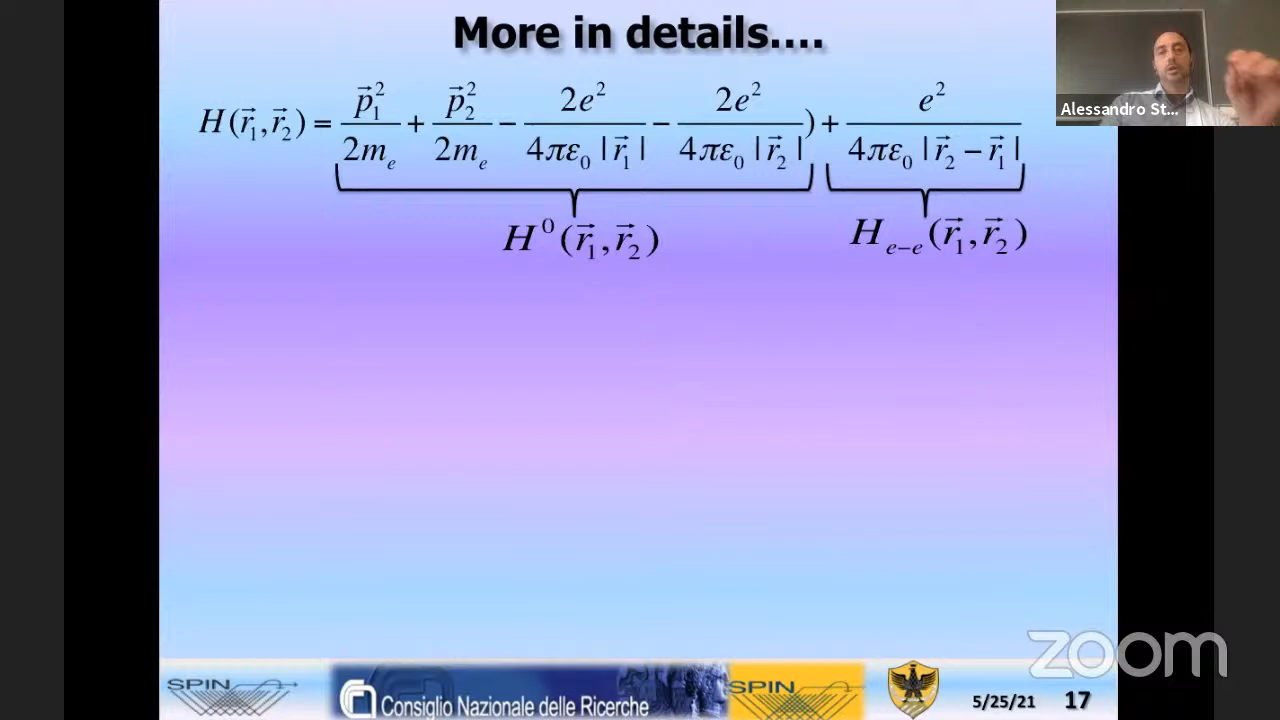 More in details....
Alessandro St...
H(r⃗₁,r⃗₂) = p⃗₁²/2mₑ + p⃗₂²/2mₑ − 2e²/4πε₀|r⃗₁| − 2e²/4πε₀|r⃗₂|) + e²/4πε₀|r⃗₂ − r⃗₁|
H⁰(r⃗₁,r⃗₂)
Hₑ₋ₑ(r⃗₁,r⃗₂)
zoom
SPIN
Consiglio Nazionale delle Ricerche
SPIN
5/25/21
17